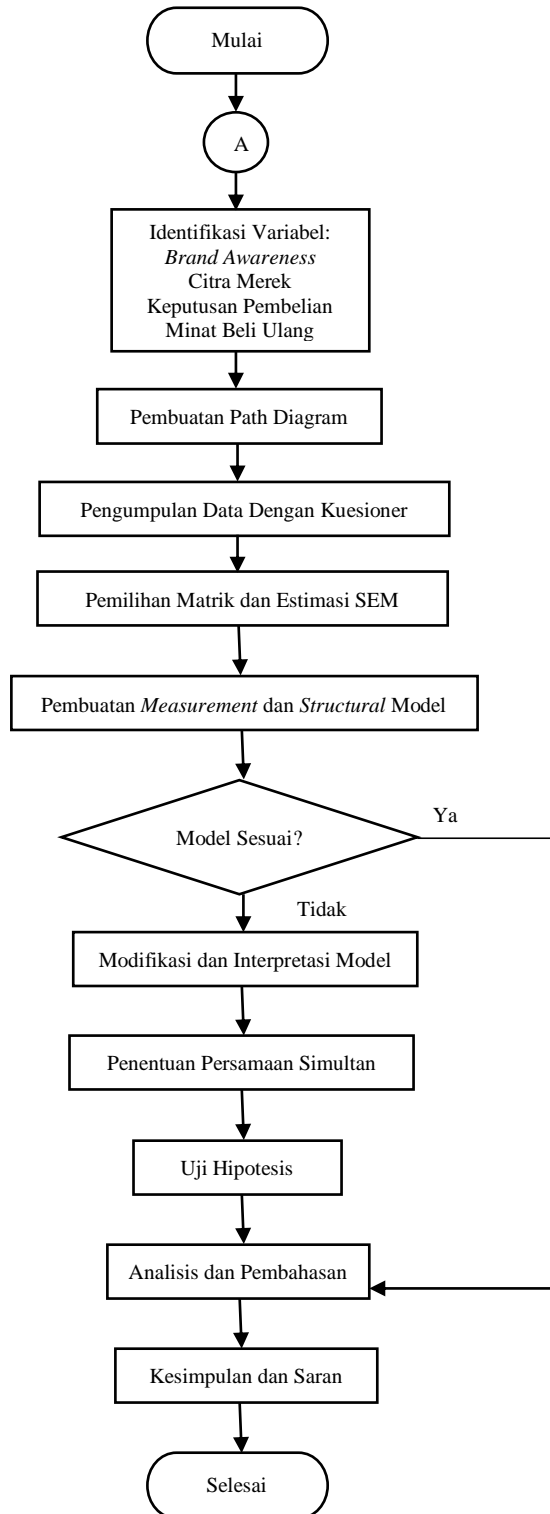 Mulai
A
Identifikasi Variabel:
Brand Awareness
Citra Merek
Keputusan Pembelian
Minat Beli Ulang
Pembuatan Path Diagram
Pengumpulan Data Dengan Kuesioner
Pemilihan Matrik dan Estimasi SEM
Pembuatan Measurement dan Structural Model
Model Sesuai?
Ya
Tidak
Modifikasi dan Interpretasi Model
Penentuan Persamaan Simultan
Uji Hipotesis
Analisis dan Pembahasan
Kesimpulan dan Saran
Selesai